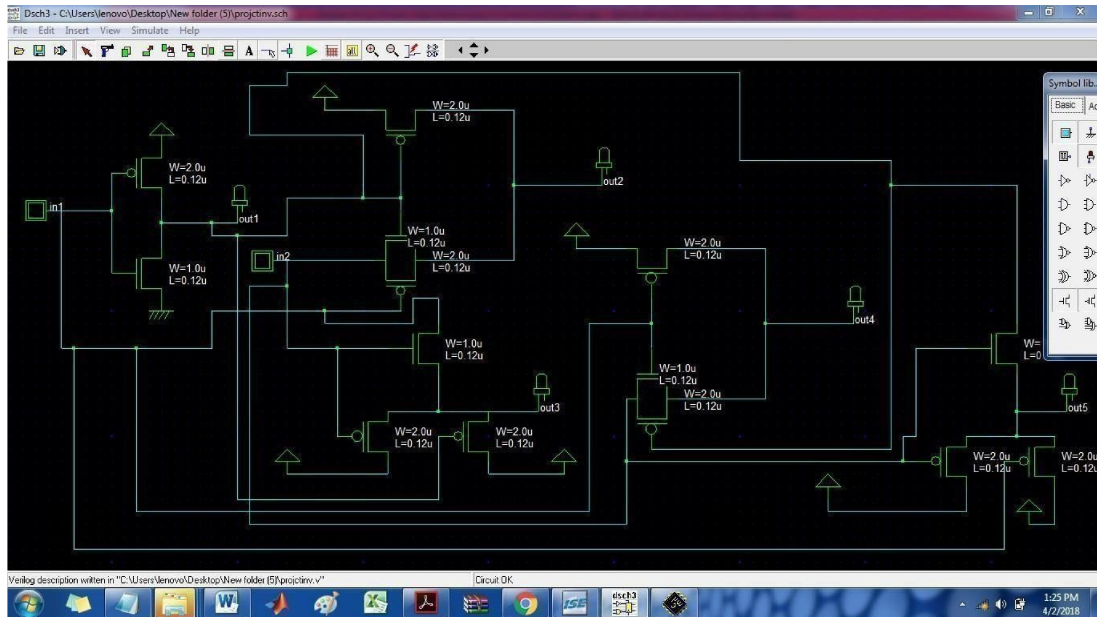 Dsch3 - C:\Users\lenovo\Desktop\New folder (5)\projctinv.sch
File Edit Insert View Simulate Help
Symbol lib..
Basic
W=2.0u
L=0.12u
W=2.0u
L=0.12u
in1
out1
out2
W=1.0u
L=0.12u
W=1.0u
L=0.12u
W=2.0u
L=0.12u
in2
W=2.0u
L=0.12u
out4
W=1.0u
L=0.12u
W=1.0u
L=0.12u
W=2.0u
L=0.12u
out3
out5
W=2.0u
L=0.12u
W=2.0u
L=0.12u
W=2.0u
L=0.12u
W=2.0u
L=0.12u
Verilog description written in "C:\Users\lenovo\Desktop\New folder (5)\projctinv.v"
Circuit OK
1:25 PM
4/2/2018